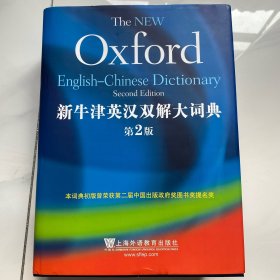 The NEW
Oxford
English-Chinese Dictionary
Second Edition
新牛津英汉双解大词典
第2版
本词典初版曾荣获第二届中国出版政府奖图书奖提名奖
上海外语教育出版社
www.sflep.com